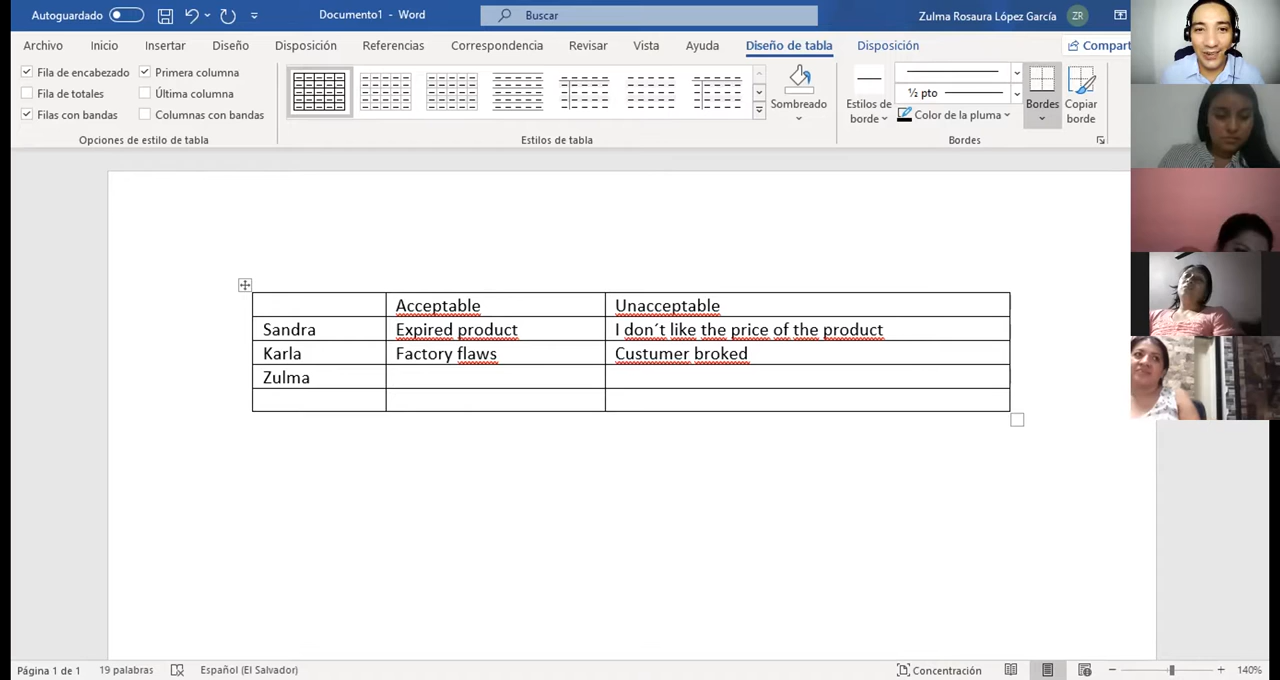 Autoguardado
Documento1 - Word
Buscar
Zulma Rosaura López García
ZR
Archivo Inicio Insertar Diseño Disposición Referencias Correspondencia Revisar Vista Ayuda Diseño de tabla Disposición Compart
Fila de encabezado
Primera columna
Fila de totales
Última columna
Filas con bandas
Columnas con bandas
Opciones de estilo de tabla
Estilos de tabla
Sombreado
Estilos de borde
½ pto
Color de la pluma
Bordes
Copiar borde
Bordes
Acceptable Unacceptable
Sandra Expired product I don´t like the price of the product
Karla Factory flaws Custumer broked
Zulma
Página 1 de 1 19 palabras Español (El Salvador) Concentración 140%